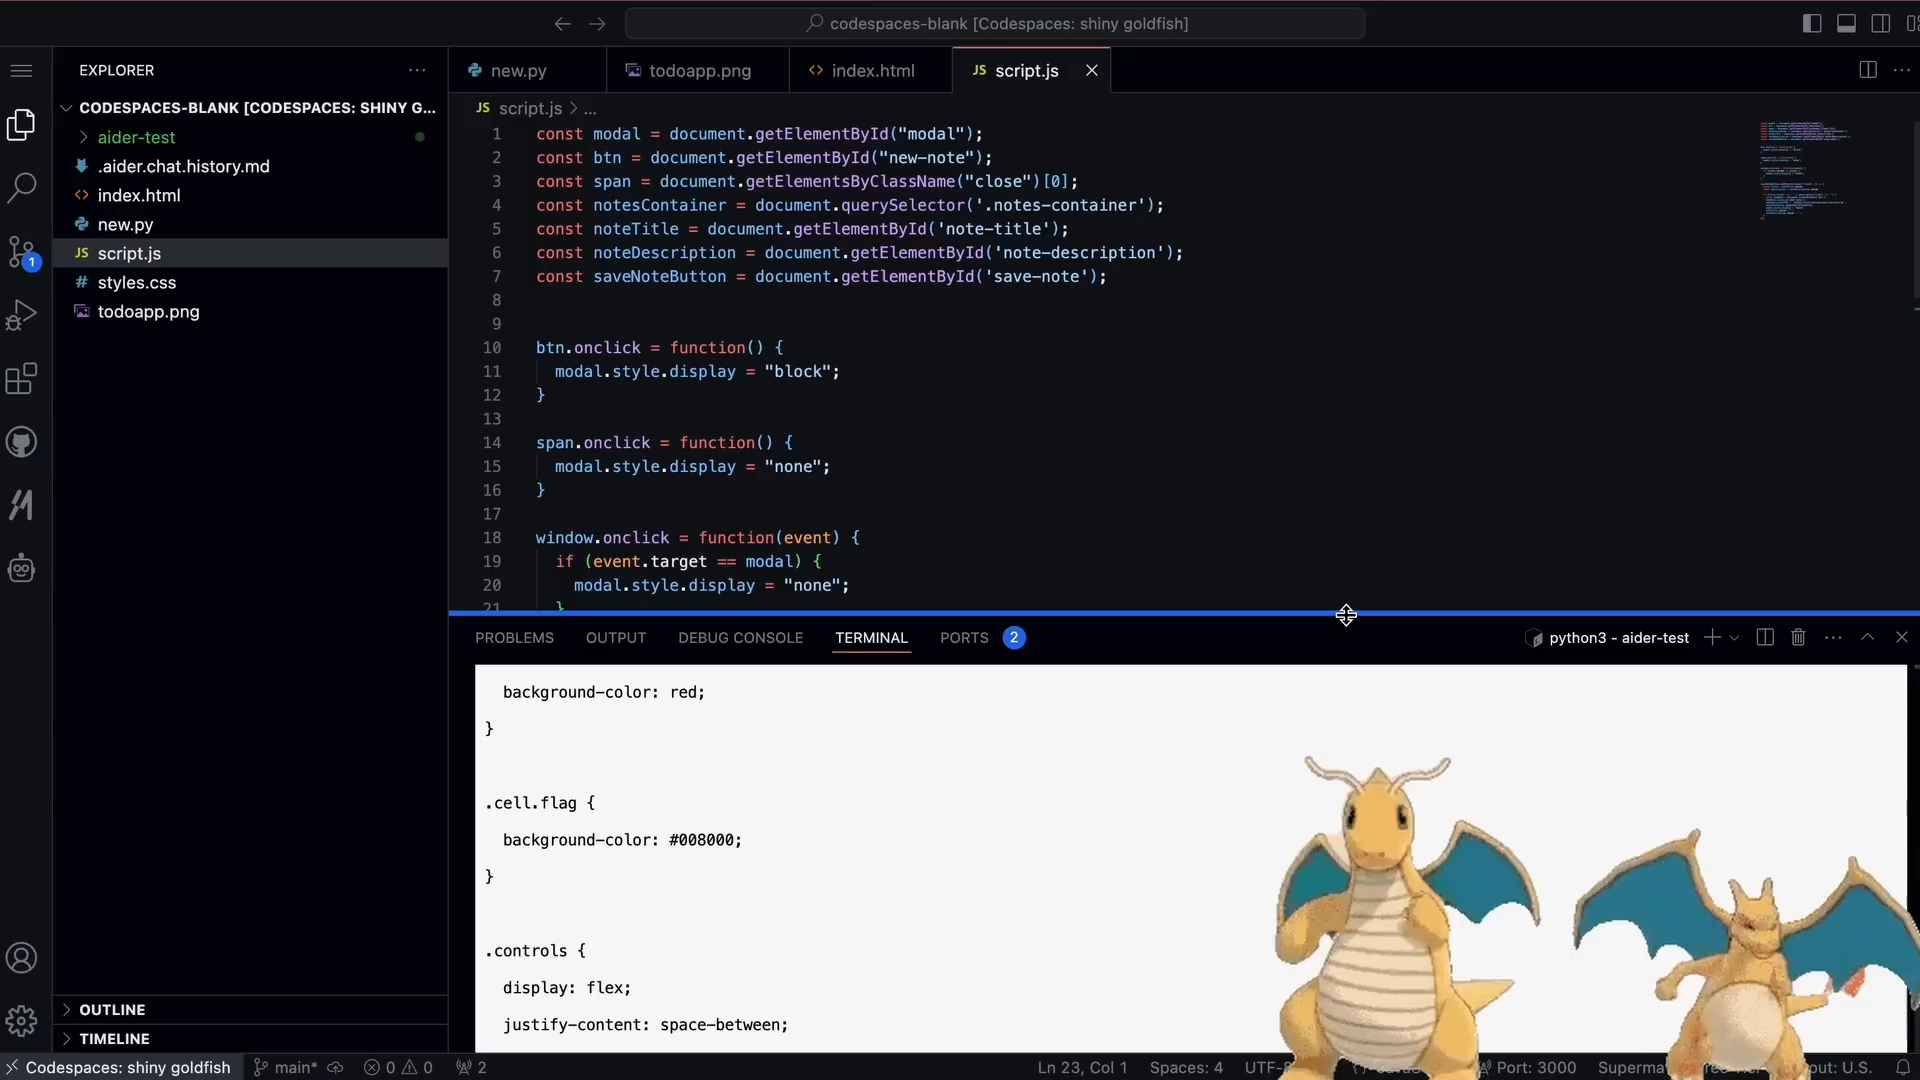 codespaces-blank [Codespaces: shiny goldfish]
EXPLORER
new.py
todoapp.png
index.html
JS script.js
CODESPACES-BLANK [CODESPACES: SHINY G...
aider-test
.aider.chat.history.md
index.html
new.py
JS script.js
# styles.css
todoapp.png
1
JS script.js > ...
1 const modal = document.getElementById("modal");
2 const btn = document.getElementById("new-note");
3 const span = document.getElementsByClassName("close")[0];
4 const notesContainer = document.querySelector('.notes-container');
5 const noteTitle = document.getElementById('note-title');
6 const noteDescription = document.getElementById('note-description');
7 const saveNoteButton = document.getElementById('save-note');
8
9
10 btn.onclick = function() {
11 modal.style.display = "block";
12 }
13
14 span.onclick = function() {
15 modal.style.display = "none";
16 }
17
18 window.onclick = function(event) {
19 if (event.target == modal) {
20 modal.style.display = "none";
21 }
PROBLEMS OUTPUT DEBUG CONSOLE TERMINAL PORTS 2
python3 - aider-test
background-color: red;
}
.cell.flag {
background-color: #008000;
}
.controls {
display: flex;
justify-content: space-between;
OUTLINE
TIMELINE
Codespaces: shiny goldfish main* 0 0 2
Ln 23, Col 1 Spaces: 4 Port: 3000 U.S.